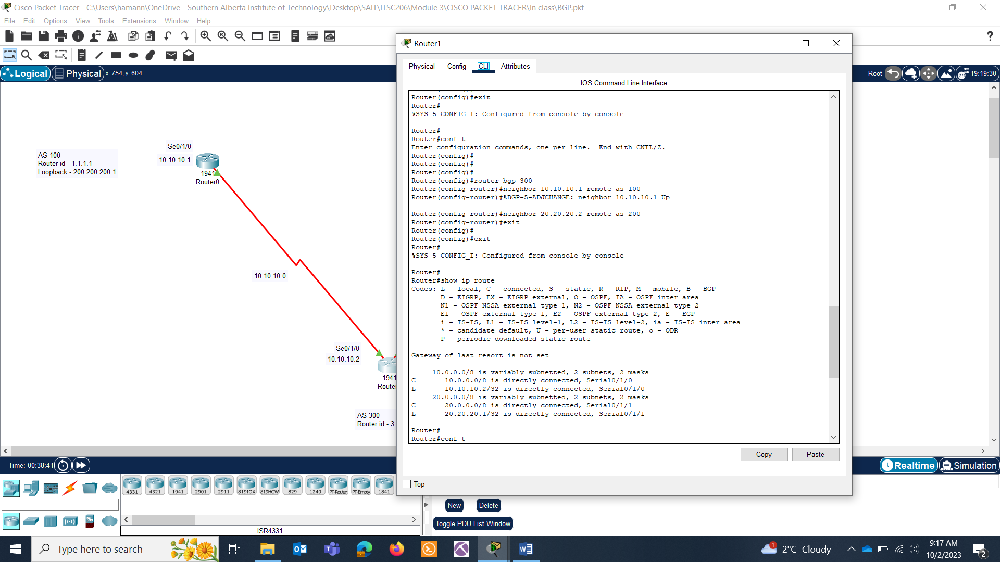 Cisco Packet Tracer - C:\Users\hamann\OneDrive - Southern Alberta Institute of Technology\Desktop\SAIT\ITSC206\Module 3\CISCO PACKET TRACER\In class\BGP.pkt
File Edit Options View Tools Extensions Window Help
Logical Physical x: 754, y: 604
Root 19:19:30
AS 100
Router id - 1.1.1.1
Loopback - 200.200.200.1
Se0/1/0
10.10.10.1
1941
Router0
10.10.10.0
Se0/1/0
10.10.10.2
1941
Route
AS-300
Router id - 3.
Router1
Physical Config CLI Attributes
IOS Command Line Interface
Router(config)#exit
Router#
%SYS-5-CONFIG_I: Configured from console by console
Router#
Router#conf t
Enter configuration commands, one per line.  End with CNTL/Z.
Router(config)#
Router(config)#
Router(config)#
Router(config)#router bgp 300
Router(config-router)#neighbor 10.10.10.1 remote-as 100
Router(config-router)#%BGP-5-ADJCHANGE: neighbor 10.10.10.1 Up
Router(config-router)#neighbor 20.20.20.2 remote-as 200
Router(config-router)#exit
Router(config)#
Router(config)#exit
Router#
%SYS-5-CONFIG_I: Configured from console by console
Router#
Router#show ip route
Codes: L - local, C - connected, S - static, R - RIP, M - mobile, B - BGP
D - EIGRP, EX - EIGRP external, O - OSPF, IA - OSPF inter area
N1 - OSPF NSSA external type 1, N2 - OSPF NSSA external type 2
E1 - OSPF external type 1, E2 - OSPF external type 2, E - EGP
i - IS-IS, L1 - IS-IS level-1, L2 - IS-IS level-2, ia - IS-IS inter area
* - candidate default, U - per-user static route, o - ODR
P - periodic downloaded static route
Gateway of last resort is not set
10.0.0.0/8 is variably subnetted, 2 subnets, 2 masks
C 10.0.0.0/8 is directly connected, Serial0/1/0
L 10.10.10.2/32 is directly connected, Serial0/1/0
20.0.0.0/8 is variably subnetted, 2 subnets, 2 masks
C 20.0.0.0/8 is directly connected, Serial0/1/1
L 20.20.20.1/32 is directly connected, Serial0/1/1
Router#
Router#conf t
Copy Paste
Top
Time: 00:38:41
Realtime Simulation
4331 4321 1941 2901 2911 819IOX 819HGW 829 1240 PT-Router PT-Empty 1841
ISR4331
New Delete
Toggle PDU List Window
Type here to search
1 2°C Cloudy
9:17 AM
10/2/2023
2